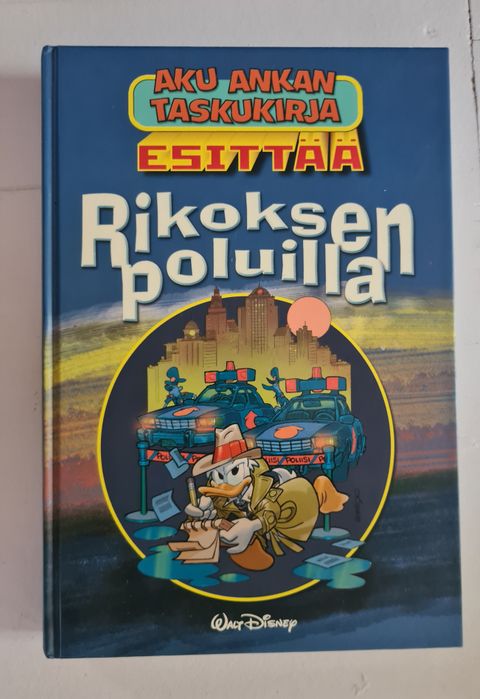 AKU ANKAN
TASKUKIRJA
ESITTÄÄ
Rikoksen
poluilla
POLIISI
POLIISI
WALT DISNEY